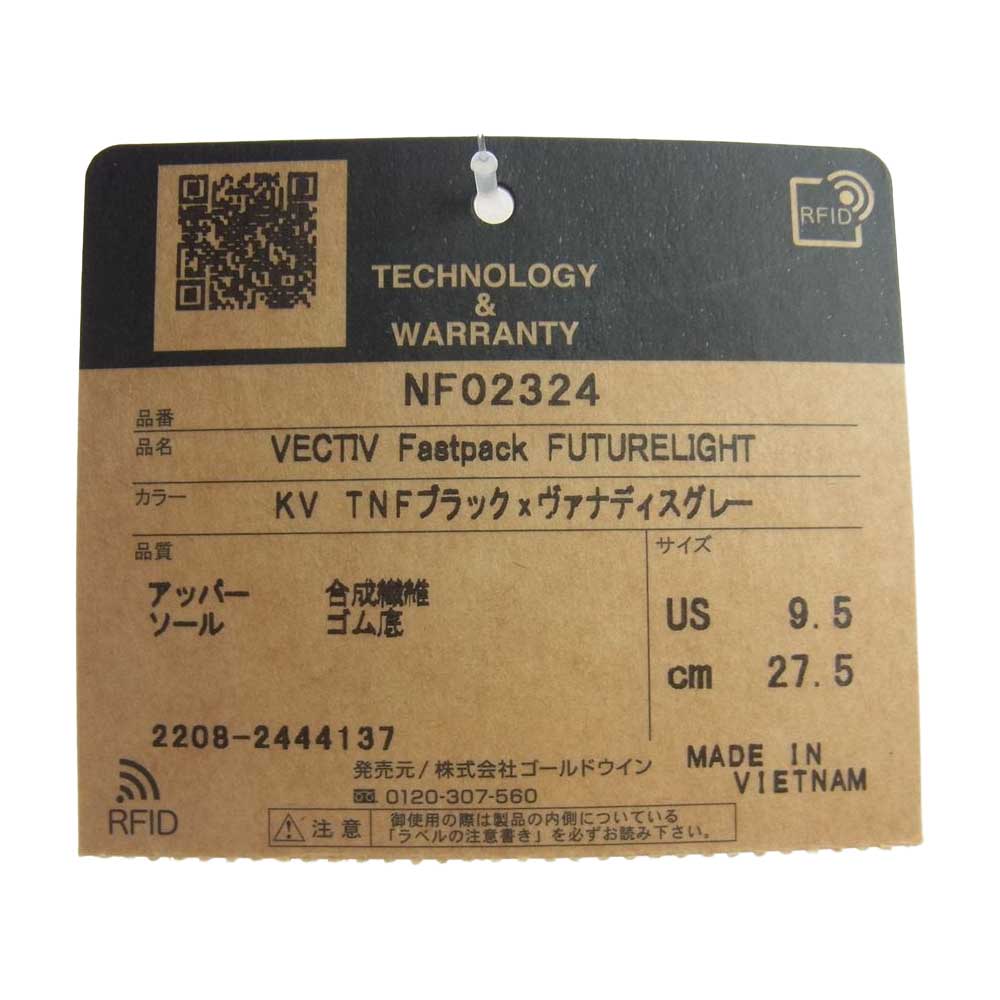 RFID
TECHNOLOGY
&
WARRANTY
品番 NF02324
品名 VECTIV Fastpack FUTURELIGHT
カラー KV TNFブラック×ヴァナディスグレー
品質
サイズ
アッパー 合成繊維
ソール ゴム底
US 9.5
cm 27.5
2208-2444137
MADE IN
VIETNAM
発売元/株式会社ゴールドウイン
0120-307-560
RFID
注意
御使用の際は製品の内側についている
「ラベルの注意書き」を必ずお読み下さい。